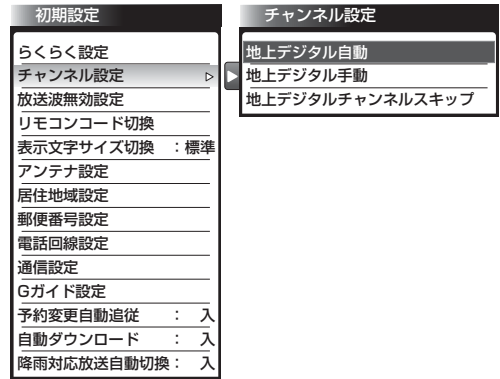 初期設定
らくらく設定
チャンネル設定
放送波無効設定
リモコンコード切換
表示文字サイズ切換 ：標準
アンテナ設定
居住地域設定
郵便番号設定
電話回線設定
通信設定
Gガイド設定
予約変更自動追従 ： 入
自動ダウンロード ： 入
降雨対応放送自動切換： 入
チャンネル設定
地上デジタル自動
地上デジタル手動
地上デジタルチャンネルスキップ